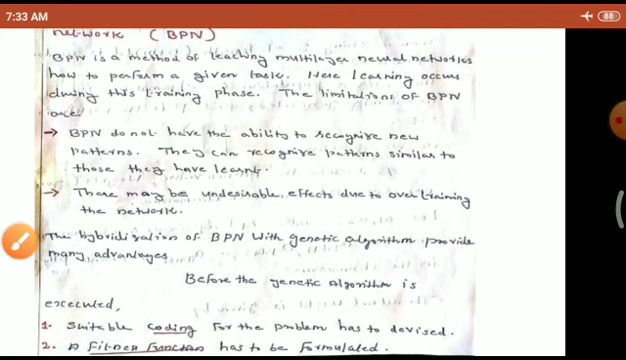 7:33 AM
88
network (BPN)
BPN is a method of teaching multilayer neural networks
how to perform a given task. Here learning occurs
during this training phase. The limitations of BPN
are
→ BPN do not have the ability to recognize new
patterns. They can recognize patterns similar to
those they have learnt.
→ There may be undesirable effects due to over training
the network.
The hybridization of BPN with genetic algorithm provide
many advantages
Before the genetic Algorithm is
executed,
1. Suitable coding for the problem has to devised.
2. A fitness function has to be formulated.